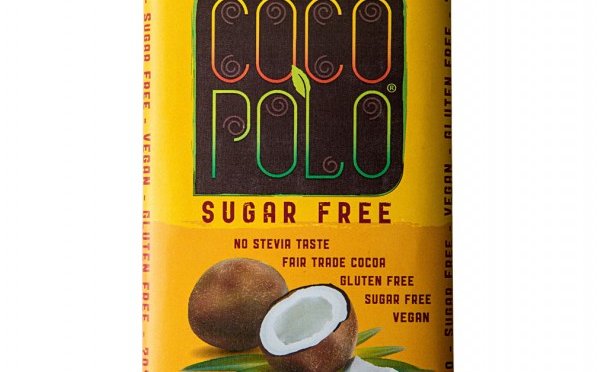 COCO
POLO®
SUGAR FREE
NO STEVIA TASTE
FAIR TRADE COCOA
GLUTEN FREE
SUGAR FREE
VEGAN
- SUGAR FREE - VEGAN - GLUTEN FREE -
SUGAR FREE - VEGAN - GLUTEN FREE -